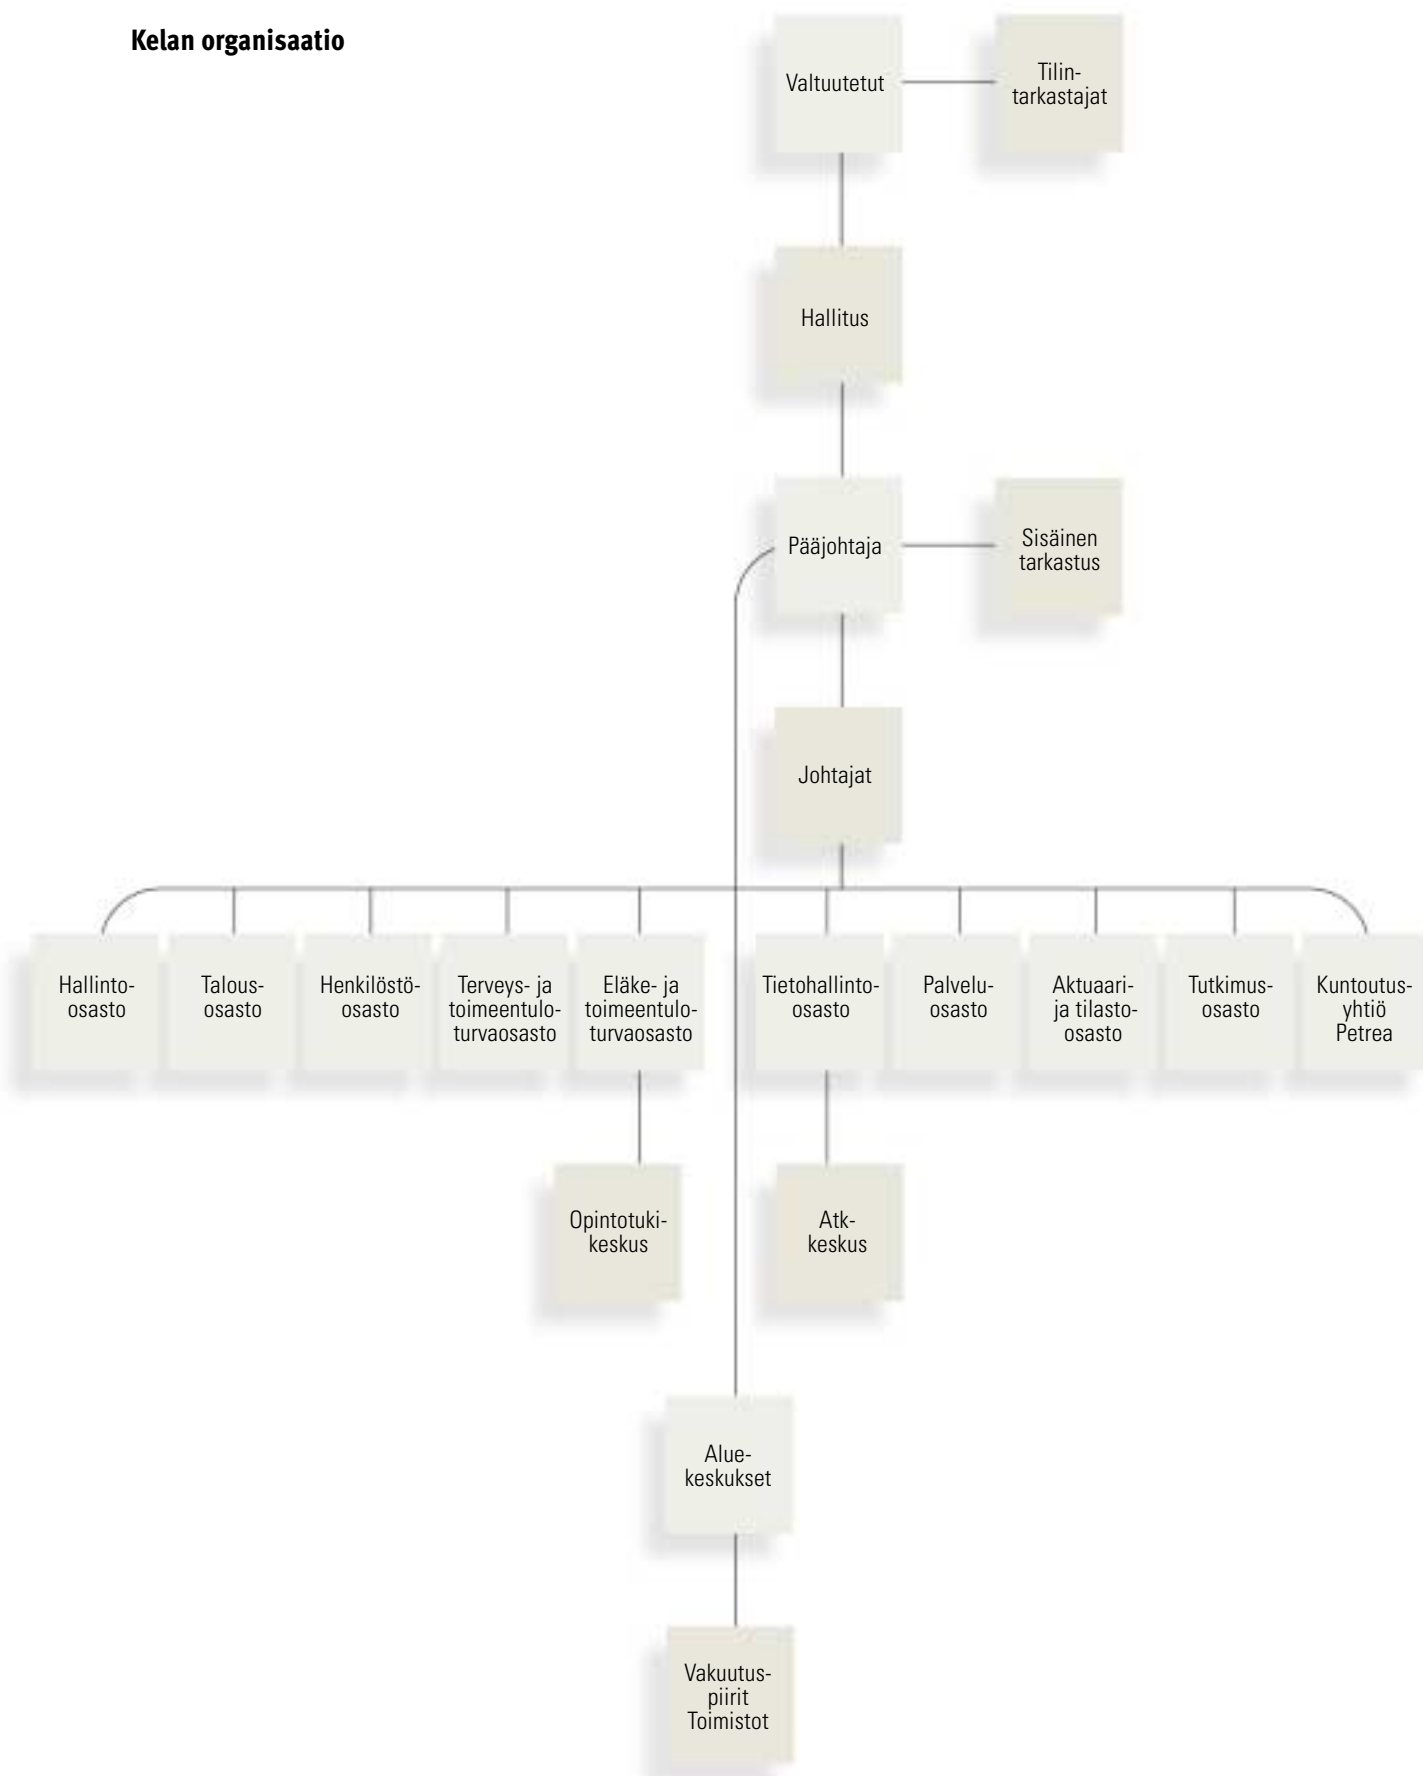 Kelan organisaatio
Valtuutetut
Tilin-
tarkastajat
Hallitus
Pääjohtaja
Sisäinen
tarkastus
Johtajat
Hallinto-
osasto
Talous-
osasto
Henkilöstö-
osasto
Terveys- ja
toimeentulo-
turvaosasto
Eläke- ja
toimeentulo-
turvaosasto
Tietohallinto-
osasto
Palvelu-
osasto
Aktuaari-
ja tilasto-
osasto
Tutkimus-
osasto
Kuntoutus-
yhtiö
Petrea
Opintotuki-
keskus
Atk-
keskus
Alue-
keskukset
Vakuutus-
piirit
Toimistot